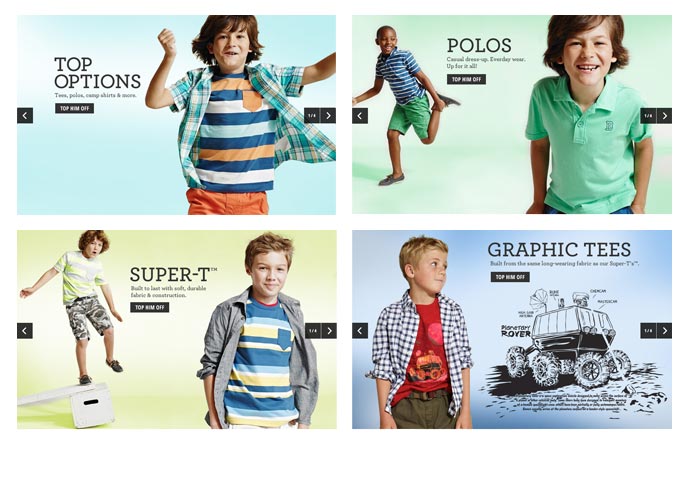 TOP
OPTIONS
Tees, polos, camp shirts & more.
TOP HIM OFF
1/4
POLOS
Casual dress-up. Everday wear.
Up for it all!
TOP HIM OFF
1/4
SUPER-T™
Built to last with soft, durable
fabric & construction.
TOP HIM OFF
1/4
GRAPHIC TEES
Built from the same long-wearing fabric as our Super-T's™.
TOP HIM OFF
PLANETARY
ROVER
1/4